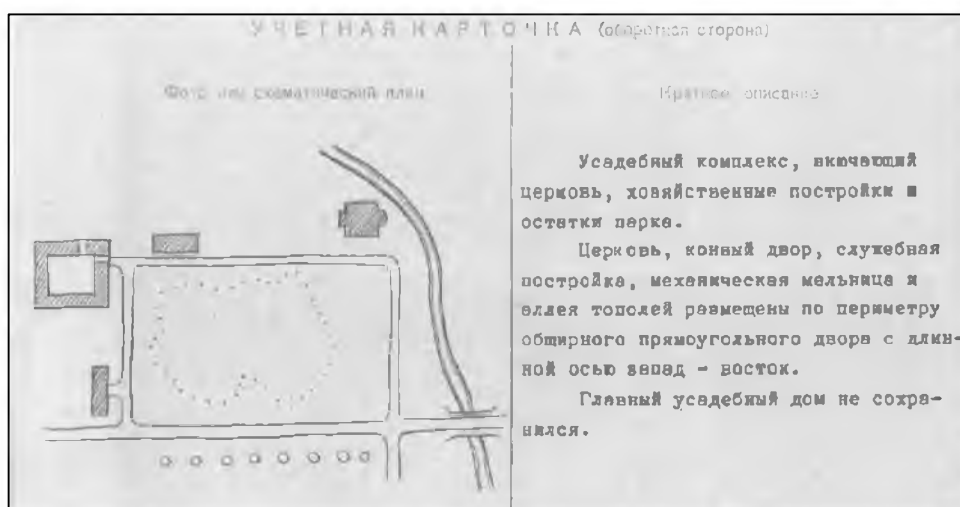 УЧЕТНАЯ КАРТОЧКА (оборотная сторона)
Фото или схематический план
Краткое описание
Усадебный комплекс, включающий
церковь, хозяйственные постройки и
остатки парка.
Церковь, конный двор, служебная
постройка, механическая мельница и
аллея тополей размещены по периметру
обширного прямоугольного двора с длин-
ной осью запад - восток.
Главный усадебный дом не сохра-
нился.